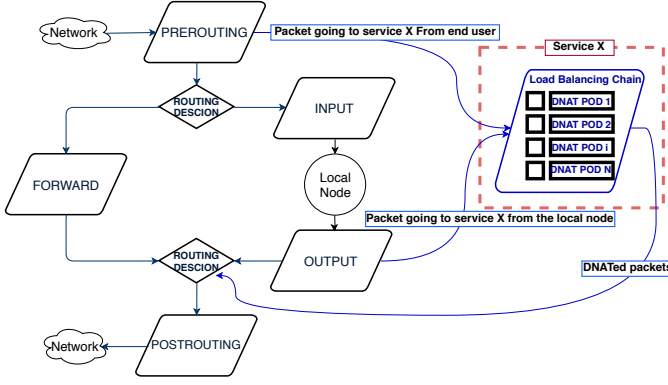 Network
PREROUTING
Packet going to service X From end user
Service X
Load Balancing Chain
DNAT POD 1
DNAT POD 2
DNAT POD i
DNAT POD N
ROUTING
DESCION
INPUT
FORWARD
Local
Node
Packet going to service X from the local node
ROUTING
DESCION
OUTPUT
DNATed packets
Network
POSTROUTING